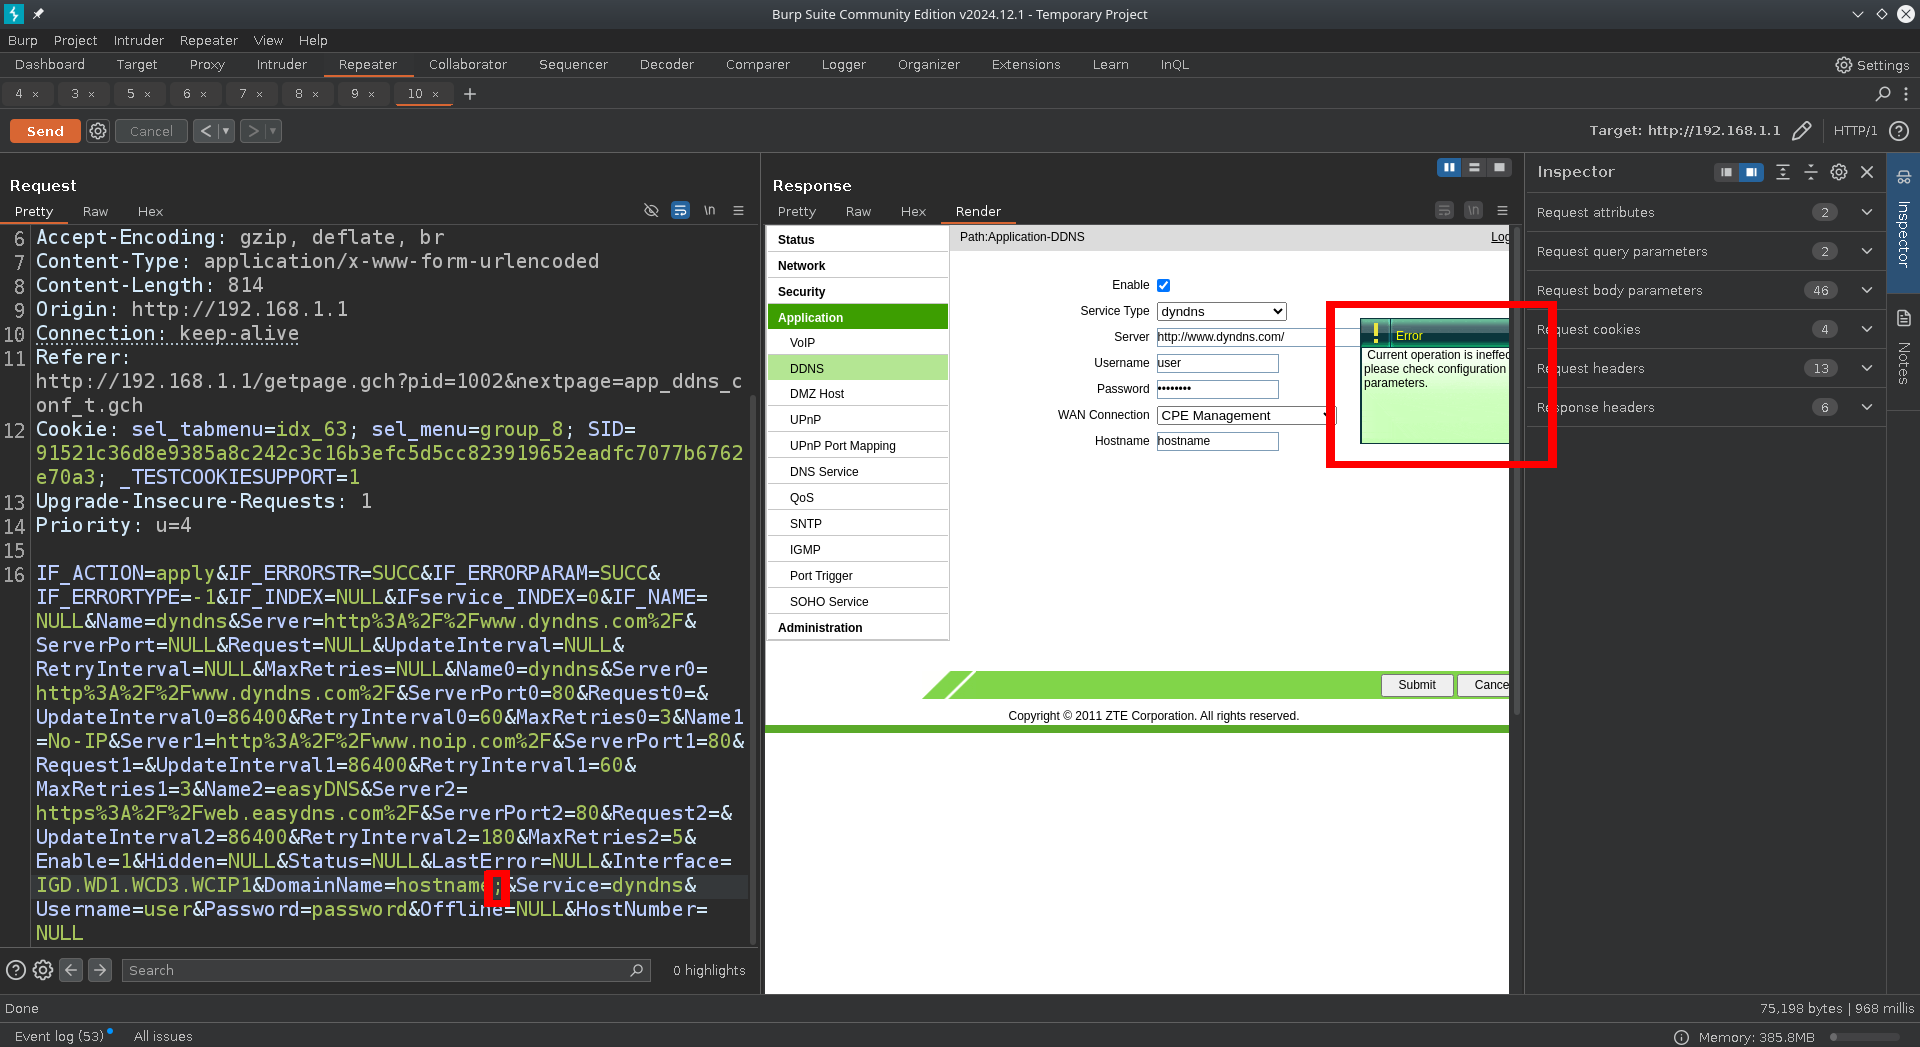 Burp Suite Community Edition v2024.12.1 - Temporary Project
Burp Project Intruder Repeater View Help
Dashboard Target Proxy Intruder Repeater Collaborator Sequencer Decoder Comparer Logger Organizer Extensions Learn InQL Settings
4 × 3 × 5 × 6 × 7 × 8 × 9 × 10 × +
Send Cancel < > Target: http://192.168.1.1 HTTP/1
Request
Pretty Raw Hex \n
6 Accept-Encoding: gzip, deflate, br
7 Content-Type: application/x-www-form-urlencoded
8 Content-Length: 814
9 Origin: http://192.168.1.1
10 Connection: keep-alive
11 Referer:
http://192.168.1.1/getpage.gch?pid=1002&nextpage=app_ddns_c
onf_t.gch
12 Cookie: sel_tabmenu=idx_63; sel_menu=group_8; SID=
91521c36d8e9385a8c242c3c16b3efc5d5cc823919652eadfc7077b6762
e70a3; _TESTCOOKIESUPPORT=1
13 Upgrade-Insecure-Requests: 1
14 Priority: u=4
15
16 IF_ACTION=apply&IF_ERRORSTR=SUCC&IF_ERRORPARAM=SUCC&
IF_ERRORTYPE=-1&IF_INDEX=NULL&IFservice_INDEX=0&IF_NAME=
NULL&Name=dyndns&Server=http%3A%2F%2Fwww.dyndns.com%2F&
ServerPort=NULL&Request=NULL&UpdateInterval=NULL&
RetryInterval=NULL&MaxRetries=NULL&Name0=dyndns&Server0=
http%3A%2F%2Fwww.dyndns.com%2F&ServerPort0=80&Request0=&
UpdateInterval0=86400&RetryInterval0=60&MaxRetries0=3&Name1
=No-IP&Server1=http%3A%2F%2Fwww.noip.com%2F&ServerPort1=80&
Request1=&UpdateInterval1=86400&RetryInterval1=60&
MaxRetries1=3&Name2=easyDNS&Server2=
https%3A%2F%2Fweb.easydns.com%2F&ServerPort2=80&Request2=&
UpdateInterval2=86400&RetryInterval2=180&MaxRetries2=5&
Enable=1&Hidden=NULL&Status=NULL&LastError=NULL&Interface=
IGD.WD1.WCD3.WCIP1&DomainName=hostname;&Service=dyndns&
Username=user&Password=password&Offline=NULL&HostNumber=
NULL
Search 0 highlights
Response
Pretty Raw Hex Render \n
Status
Network
Security
Application
VoIP
DDNS
DMZ Host
UPnP
UPnP Port Mapping
DNS Service
QoS
SNTP
IGMP
Port Trigger
SOHO Service
Administration
Path:Application-DDNS Log
Enable
Service Type dyndns
Server http://www.dyndns.com/
Username user
Password ••••••••
WAN Connection CPE Management
Hostname hostname
! Error
Current operation is ineffec
please check configuration
parameters.
Submit Cance
Copyright © 2011 ZTE Corporation. All rights reserved.
Inspector
Request attributes 2
Request query parameters 2
Request body parameters 46
Request cookies 4
Request headers 13
Response headers 6
Inspector
Notes
Done 75,198 bytes | 968 millis
Event log (53) All issues Memory: 385.8MB